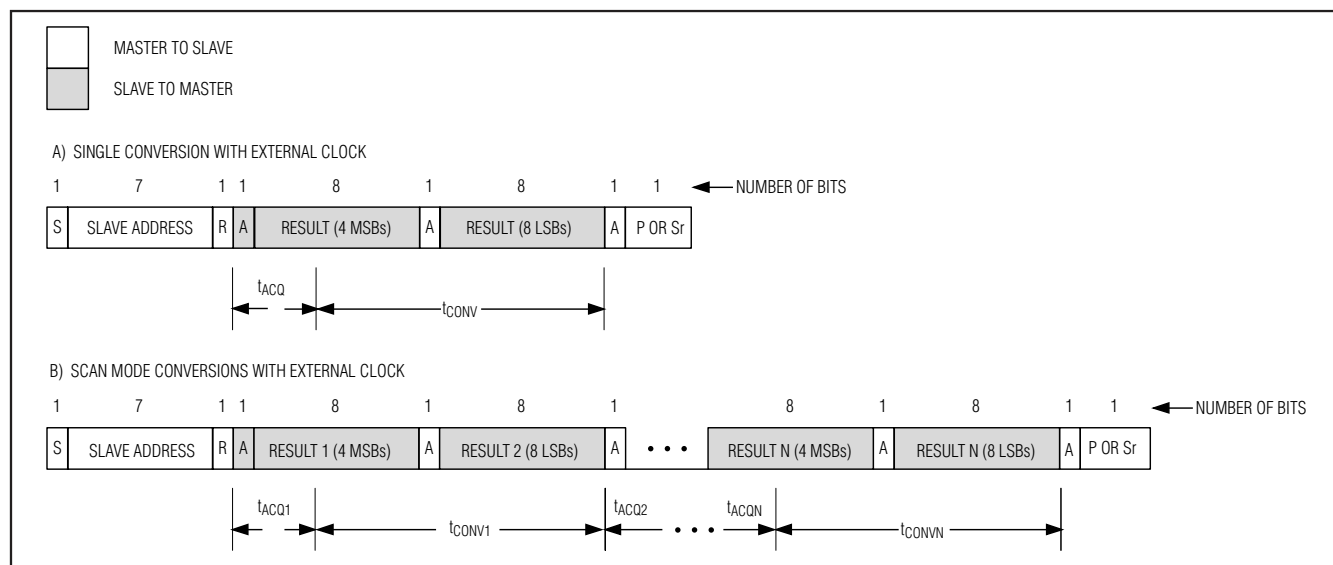 MASTER TO SLAVE
SLAVE TO MASTER
A) SINGLE CONVERSION WITH EXTERNAL CLOCK
1 7 1 1 8 1 8 1 1 NUMBER OF BITS
S SLAVE ADDRESS R A RESULT (4 MSBs) A RESULT (8 LSBs) A P OR Sr
tACQ
tCONV
B) SCAN MODE CONVERSIONS WITH EXTERNAL CLOCK
1 7 1 1 8 1 8 1 8 1 8 1 1 NUMBER OF BITS
S SLAVE ADDRESS R A RESULT 1 (4 MSBs) A RESULT 2 (8 LSBs) A • • • RESULT N (4 MSBs) A RESULT N (8 LSBs) A P OR Sr
tACQ1 tACQ2 tACQN
tCONV1 • • • tCONVN